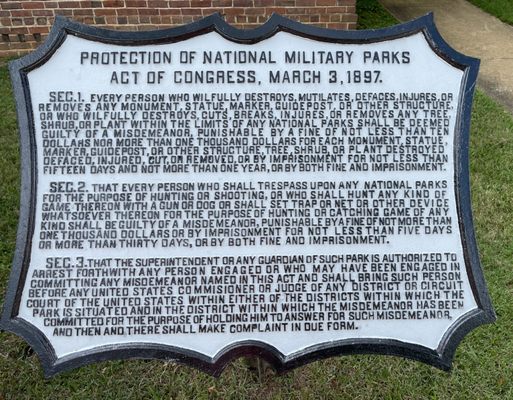 PROTECTION OF NATIONAL MILITARY PARKS
ACT OF CONGRESS, MARCH 3, 1897.
SEC. 1. EVERY PERSON WHO WILFULLY DESTROYS, MUTILATES, DEFACES, INJURES, OR
REMOVES ANY MONUMENT, STATUE, MARKER, GUIDEPOST, OR OTHER STRUCTURE,
OR WHO WILFULLY DESTROYS, CUTS, BREAKS, INJURES, OR REMOVES ANY TREE,
SHRUB, OR PLANT WITHIN THE LIMITS OF ANY NATIONAL PARKS SHALL BE DEEMED
GUILTY OF A MISDEMEANOR, PUNISHABLE BY A FINE OF NOT LESS THAN TEN
DOLLARS NOR MORE THAN ONE THOUSAND DOLLARS FOR EACH MONUMENT, STATUE,
MARKER, GUIDEPOST, OR OTHER STRUCTURE, TREE, SHRUB, OR PLANT DESTROYED
DEFACED, INJURED, CUT, OR REMOVED, OR BY IMPRISONMENT FOR NOT LESS THAN
FIFTEEN DAYS AND NOT MORE THAN ONE YEAR, OR BY BOTH FINE AND IMPRISONMENT.
SEC. 2. THAT EVERY PERSON WHO SHALL TRESPASS UPON ANY NATIONAL PARKS
FOR THE PURPOSE OF HUNTING OR SHOOTING, OR WHO SHALL HUNT ANY KIND OF
GAME THEREON WITH GUN OR DOG OR SHALL SET TRAP OR NET OR OTHER DEVICE
WHATSOEVER THEREON FOR THE PURPOSE OF HUNTING OR CATCHING GAME OF ANY
KIND SHALL BE GUILTY OF A MISDEMEANOR, PUNISHABLE BY A FINE OF NOT MORE THAN
ONE THOUSAND DOLLARS OR BY IMPRISONMENT FOR NOT LESS THAN FIVE DAYS
OR MORE THAN THIRTY DAYS, OR BY BOTH FINE AND IMPRISONMENT.
SEC. 3. THAT THE SUPERINTENDENT OR ANY GUARDIAN OF SUCH PARK IS AUTHORIZED TO
ARREST FORTHWITH ANY PERSON ENGAGED OR WHO MAY HAVE BEEN ENGAGED IN
COMMITTING ANY MISDEMEANOR NAMED IN THIS ACT AND SHALL BRING SUCH PERSON
BEFORE ANY UNITED STATES COMMISIONER OR JUDGE OF ANY DISTRICT OR CIRCUIT
COURT OF THE UNITED STATES WITHIN EITHER OF THE DISTRICTS WITHIN WHICH THE
PARK IS SITUATED AND IN THE DISTRICT WITHIN WHICH THE MISDEMEANOR HAS BEEN
COMMITTED FOR THE PURPOSE OF HOLDING HIM TO ANSWER FOR SUCH MISDEMEANOR,
AND THEN AND THERE SHALL MAKE COMPLAINT IN DUE FORM.